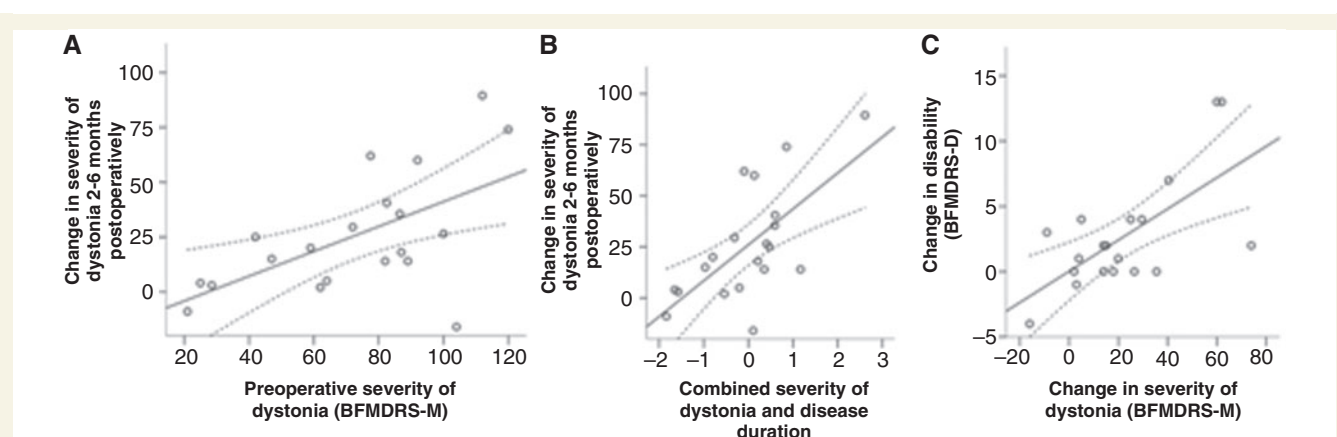 A
Change in severity of
dystonia 2-6 months
postoperatively
100
75
50
25
0
20 40 60 80 100 120
Preoperative severity of
dystonia (BFMDRS-M)
B
Change in severity of
dystonia 2-6 months
postoperatively
100
75
50
25
0
–2 –1 0 1 2 3
Combined severity of
dystonia and disease
duration
C
Change in disability
(BFMDRS-D)
15
10
5
0
–5
–20 0 20 40 60 80
Change in severity of
dystonia (BFMDRS-M)